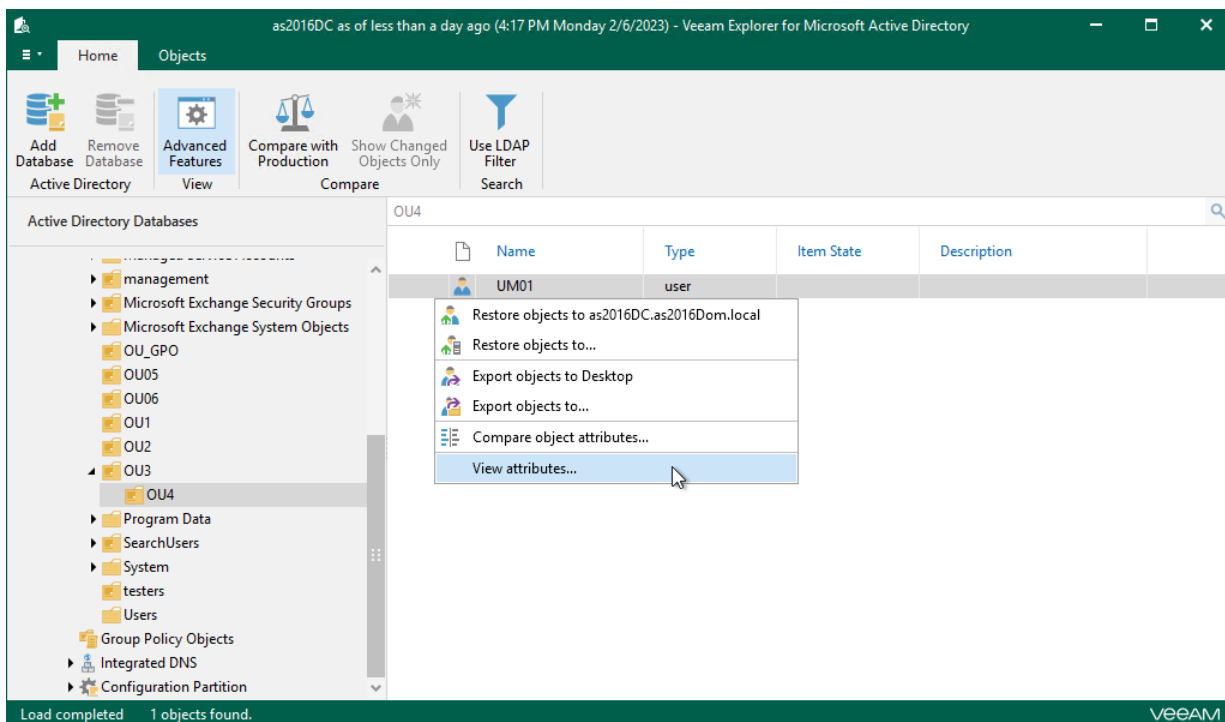 as2016DC as of less than a day ago (4:17 PM Monday 2/6/2023) - Veeam Explorer for Microsoft Active Directory
Home Objects
Add Database
Remove Database
Active Directory
Advanced Features
View
Compare with Production
Show Changed Objects Only
Compare
Use LDAP Filter
Search
Active Directory Databases
management
Microsoft Exchange Security Groups
Microsoft Exchange System Objects
OU_GPO
OU05
OU06
OU1
OU2
OU3
OU4
Program Data
SearchUsers
System
testers
Users
Group Policy Objects
Integrated DNS
Configuration Partition
OU4
Name Type Item State Description
UM01 user
Restore objects to as2016DC.as2016Dom.local
Restore objects to...
Export objects to Desktop
Export objects to...
Compare object attributes...
View attributes...
Load completed 1 objects found.
veeam